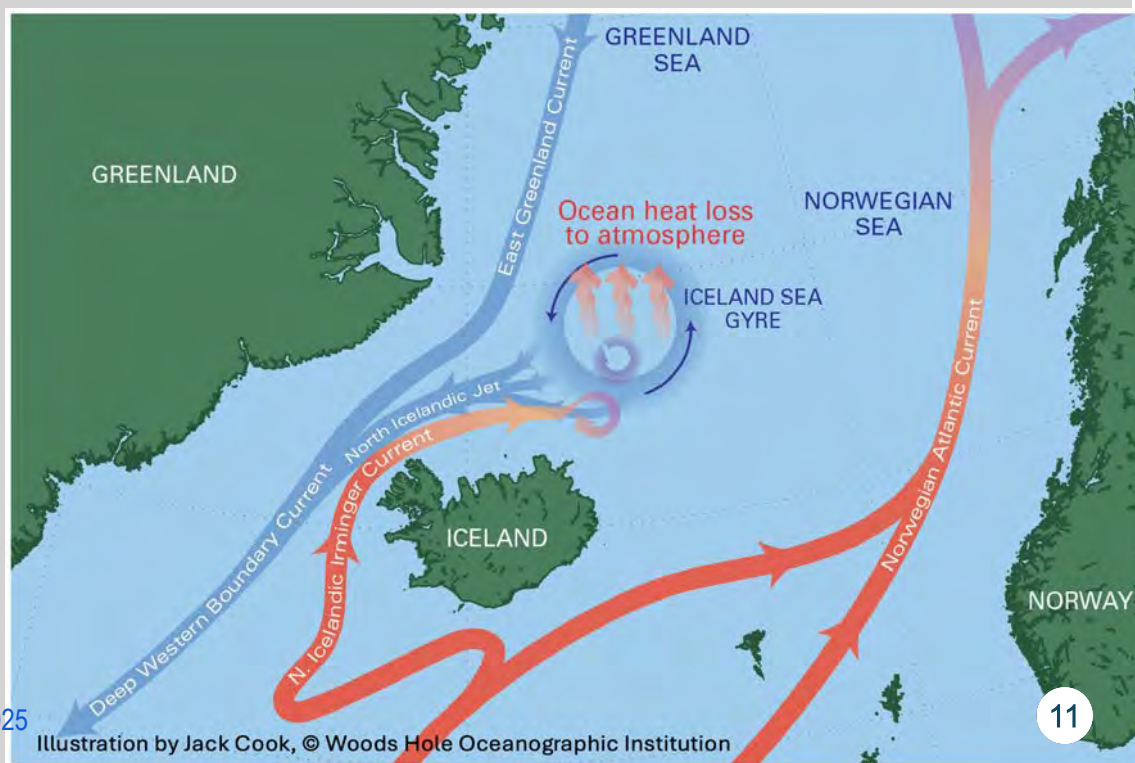 GREENLAND
SEA
East Greenland Current
GREENLAND
Ocean heat loss
to atmosphere
NORWEGIAN
SEA
ICELAND SEA
GYRE
North Icelandic Jet
N. Icelandic Irminger Current
Norwegian Atlantic Current
ICELAND
Deep Western Boundary Current
NORWAY
25
11
Illustration by Jack Cook, © Woods Hole Oceanographic Institution